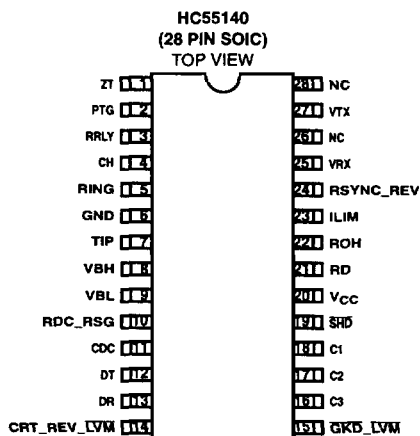 HC55140
(28 PIN SOIC)
TOP VIEW
ZT 1
PTG 2
RRLY 3
CH 4
RING 5
GND 6
TIP 7
VBH 8
VBL 9
RDC_RSG 10
CDC 11
DT 12
DR 13
CRT_REV_LVM 14
28 NC
27 VTX
26 NC
25 VRX
24 RSYNC_REV
23 ILIM
22 ROH
21 RD
20 VCC
19 SHD
18 C1
17 C2
16 C3
15 GKD_LVM